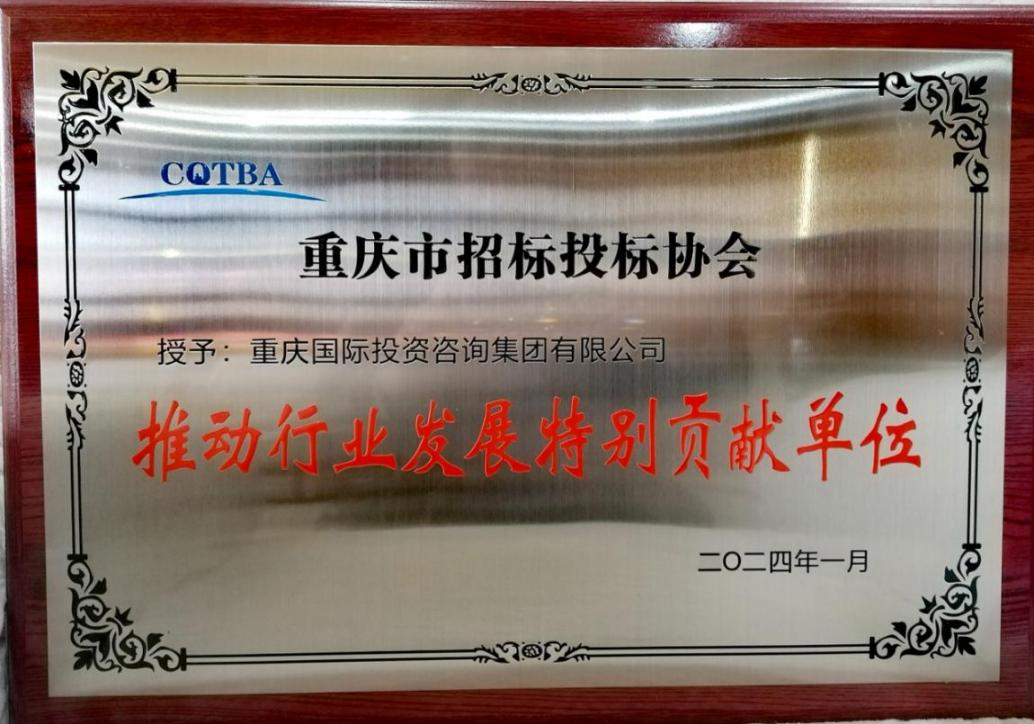 CQTBA
重庆市招标投标协会
授予：重庆国际投资咨询集团有限公司
推动行业发展特别贡献单位
二O二四年一月